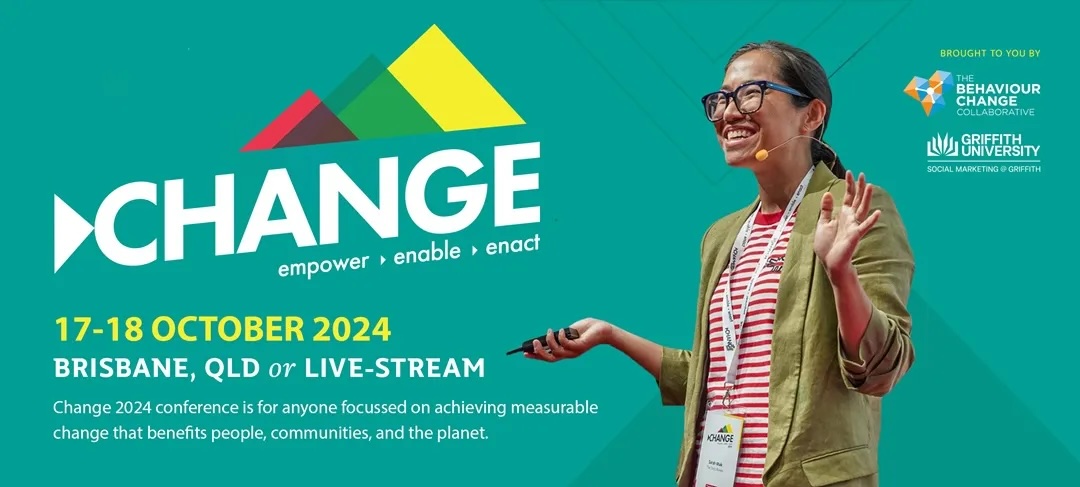 CHANGE
empower ▸ enable ▸ enact
17-18 OCTOBER 2024
BRISBANE, QLD or LIVE-STREAM
Change 2024 conference is for anyone focussed on achieving measurable
change that benefits people, communities, and the planet.
BROUGHT TO YOU BY
THE
BEHAVIOUR
CHANGE
COLLABORATIVE
GRIFFITH
UNIVERSITY
SOCIAL MARKETING @ GRIFFITH
CHANGE